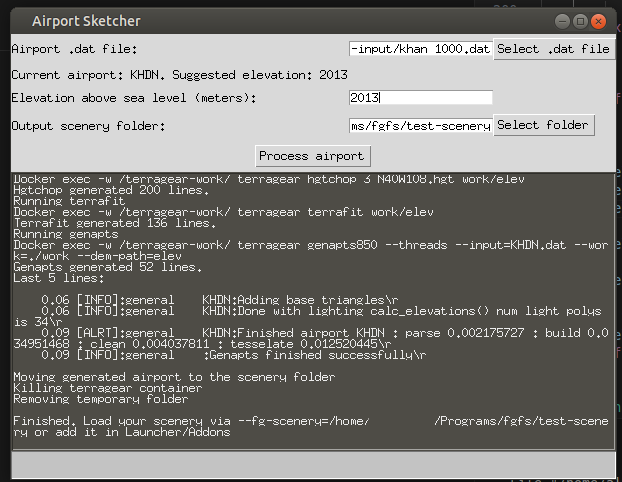 Airport Sketcher
Airport .dat file: -input/khan 1000.dat Select .dat file
Current airport: KHDN. Suggested elevation: 2013
Elevation above sea level (meters): 2013
Output scenery folder: ms/fgfs/test-scenery Select folder
Process airport
Docker exec -w /terragear-work/ terragear hgtchop 3 N40W108.hgt work/elev
Hgtchop generated 200 lines.
Running terrafit
Docker exec -w /terragear-work/ terragear terrafit work/elev
Terrafit generated 136 lines.
Running genapts
Docker exec -w /terragear-work/ terragear genapts850 --threads --input=KHDN.dat --wor
k=./work --dem-path=elev
Genapts generated 52 lines.
Last 5 lines:
0.06 [INFO]:general KHDN:Adding base triangles\r
0.06 [INFO]:general KHDN:Done with lighting calc_elevations() num light polys
is 34\r
0.09 [ALRT]:general KHDN:Finished airport KHDN : parse 0.002175727 : build 0.0
34951468 : clean 0.004037811 : tesselate 0.012520445\r
0.09 [INFO]:general :Genapts finished successfully\r
Moving generated airport to the scenery folder
Killing terragear container
Removing temporary folder
Finished. Load your scenery via --fg-scenery=/home/ /Programs/fgfs/test-scene
ry or add it in Launcher/Addons